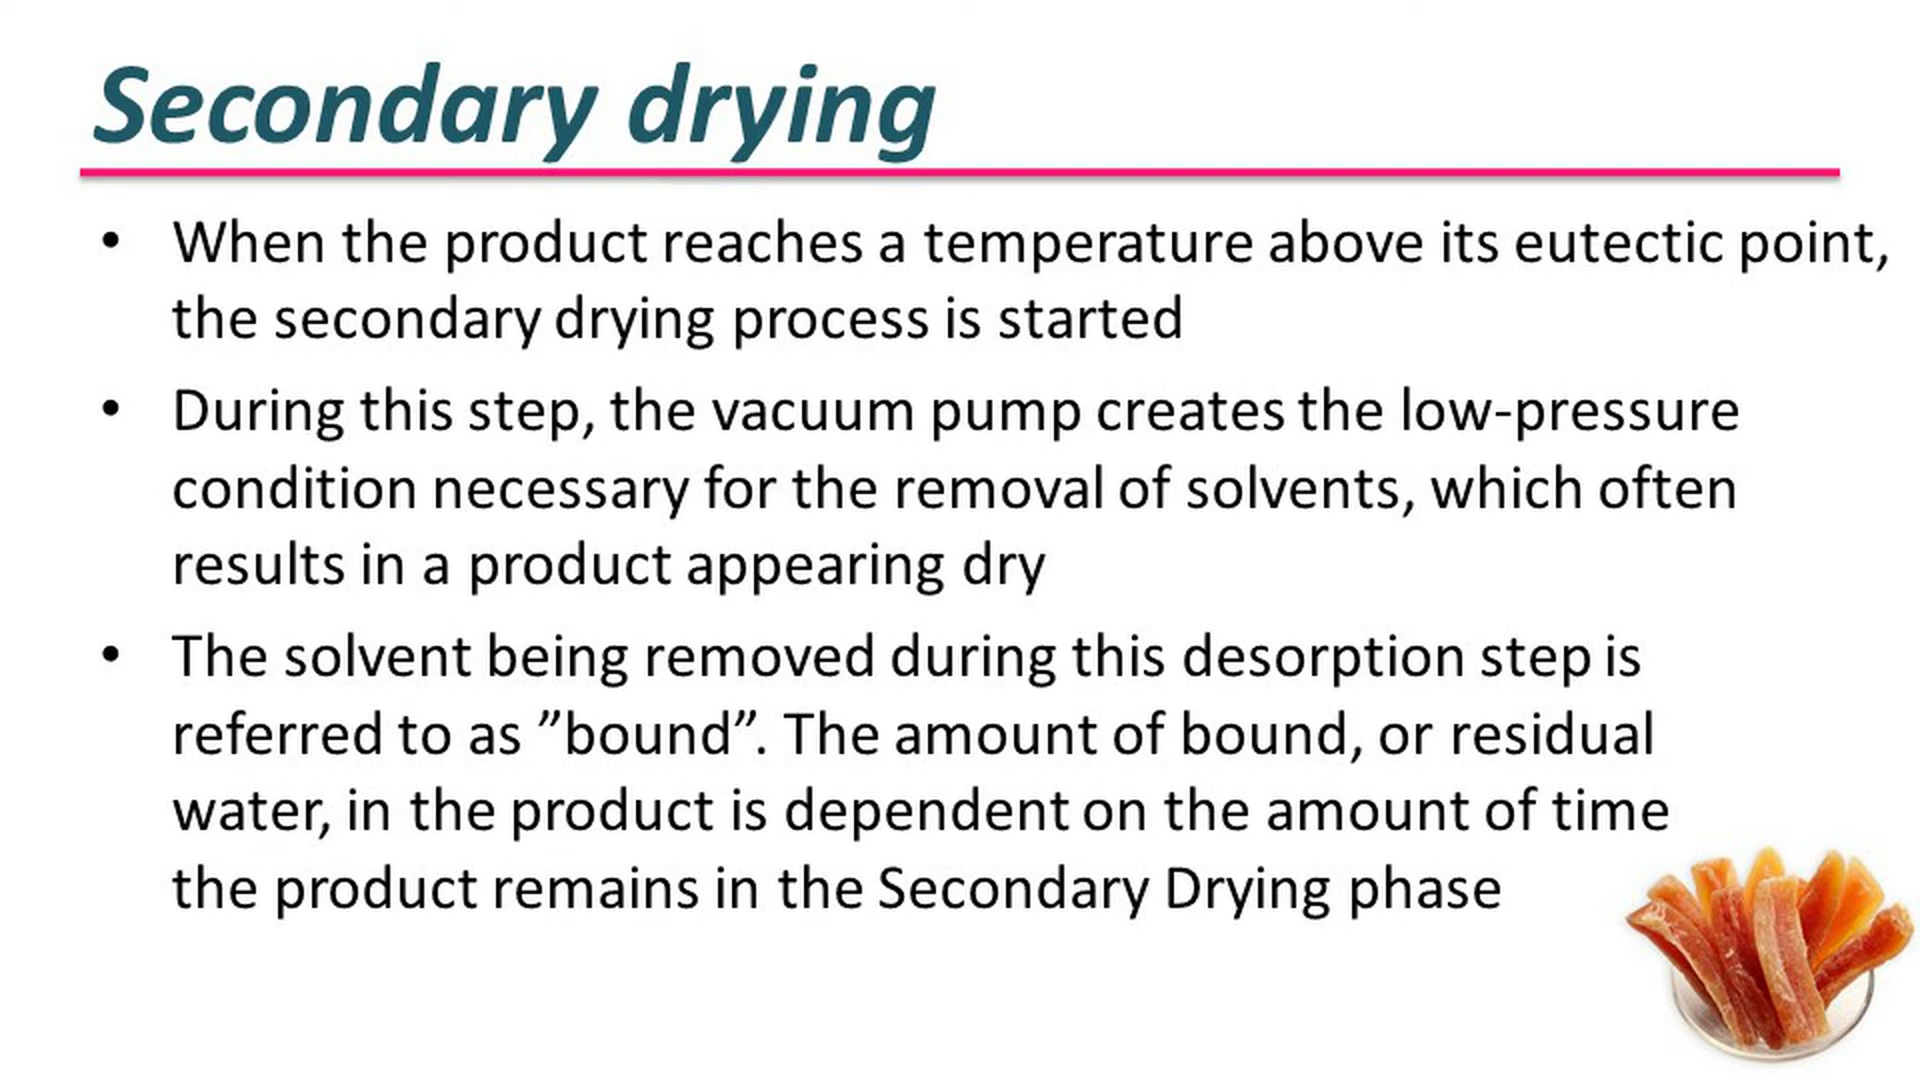 Secondary drying
• When the product reaches a temperature above its eutectic point,
the secondary drying process is started
• During this step, the vacuum pump creates the low-pressure
condition necessary for the removal of solvents, which often
results in a product appearing dry
• The solvent being removed during this desorption step is
referred to as ”bound”. The amount of bound, or residual
water, in the product is dependent on the amount of time
the product remains in the Secondary Drying phase